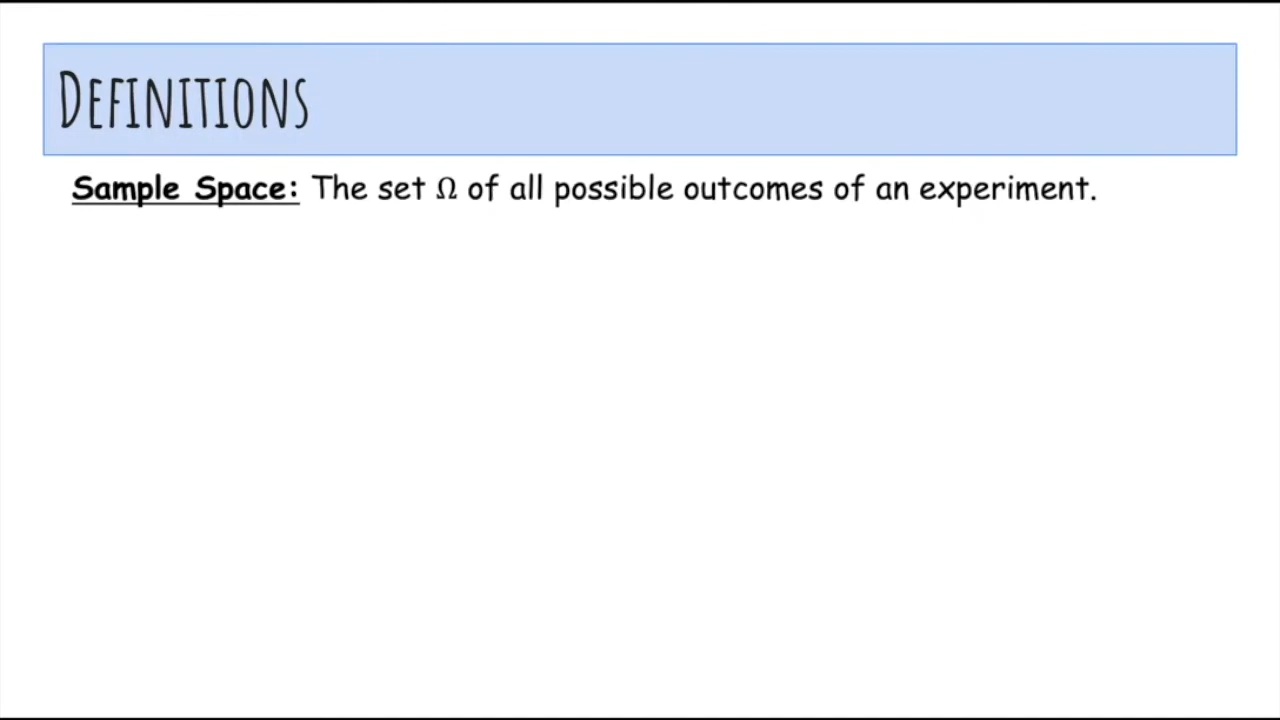 DEFINITIONS
Sample Space: The set Ω of all possible outcomes of an experiment.